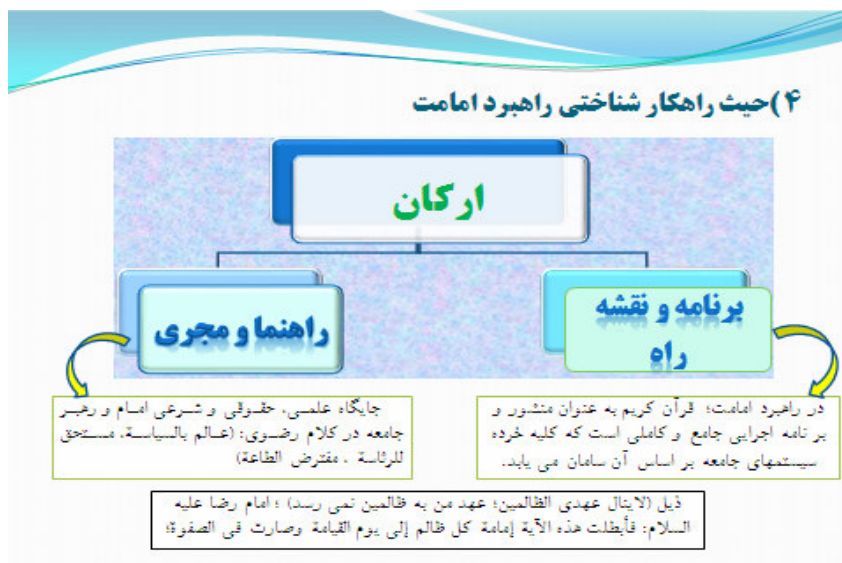 ۴)حیث راهکار شناختی راهبرد امامت
ارکان
برنامه و نقشه
راه
راهنما و مجری
در راهبرد امامت؛ قرآن کریم به عنوان منشور و
بر نامه اجرایی جامع و کاملی است که کلیه خرده
سیستمهای جامعه بر اساس آن سامان می یابد.
جایگاه علمی، حقوقی و شرعی امام و رهبر
جامعه در کلام رضوی: (عالم بالسیاسة، مستحق
للرئاسة ، مفترض الطاعة)
ذیل (لاینال عهدی الظالمین؛ عهد من به ظالمین نمی رسد) ؛ امام رضا علیه
السلام: فأبطلت هذه الآیة إمامة کل ظالم إلی یوم القیامة وصارت فی الصفوة؛